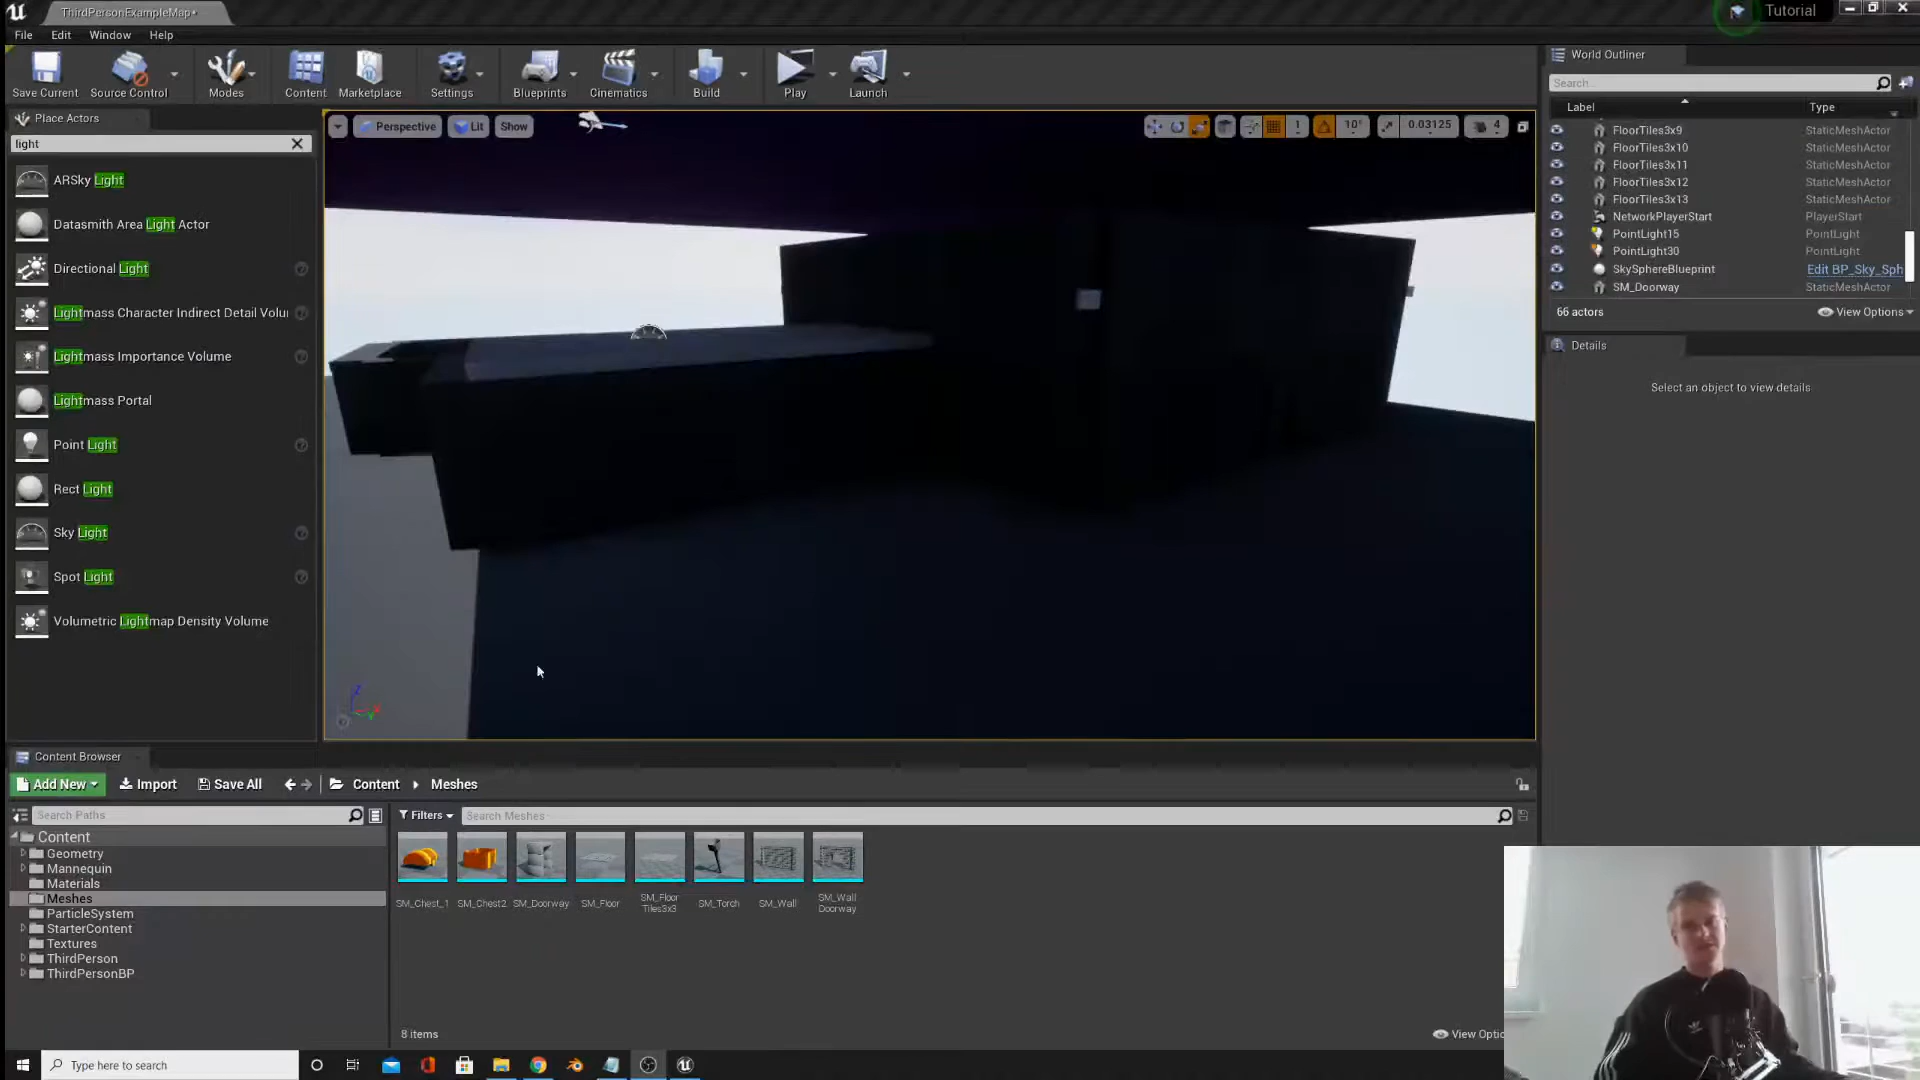 ThirdPersonExampleMap*
Tutorial
File Edit Window Help
Save Current Source Control Modes Content Marketplace Settings Blueprints Cinematics Build Play Launch
World Outliner
Search...
Label Type
FloorTiles3x9 StaticMeshActor
FloorTiles3x10 StaticMeshActor
FloorTiles3x11 StaticMeshActor
FloorTiles3x12 StaticMeshActor
FloorTiles3x13 StaticMeshActor
NetworkPlayerStart PlayerStart
PointLight15 PointLight
PointLight30 PointLight
SkySphereBlueprint Edit BP_Sky_Sph
SM_Doorway StaticMeshActor
66 actors View Options
Details
Select an object to view details
Place Actors
light
ARSky Light
Datasmith Area Light Actor
Directional Light
Lightmass Character Indirect Detail Volu
Lightmass Importance Volume
Lightmass Portal
Point Light
Rect Light
Sky Light
Spot Light
Volumetric Lightmap Density Volume
Perspective Lit Show
1 10° 0.03125 4
Z
Content Browser
Add New Import Save All Content Meshes
Search Paths
Filters Search Meshes
Content
Geometry
Mannequin
Materials
Meshes
ParticleSystem
StarterContent
Textures
ThirdPerson
ThirdPersonBP
SM_Chest_1 SM_Chest2 SM_Doorway SM_Floor SM_Floor Tiles3x3 SM_Torch SM_Wall SM_Wall Doorway
8 items
View Optio
Type here to search